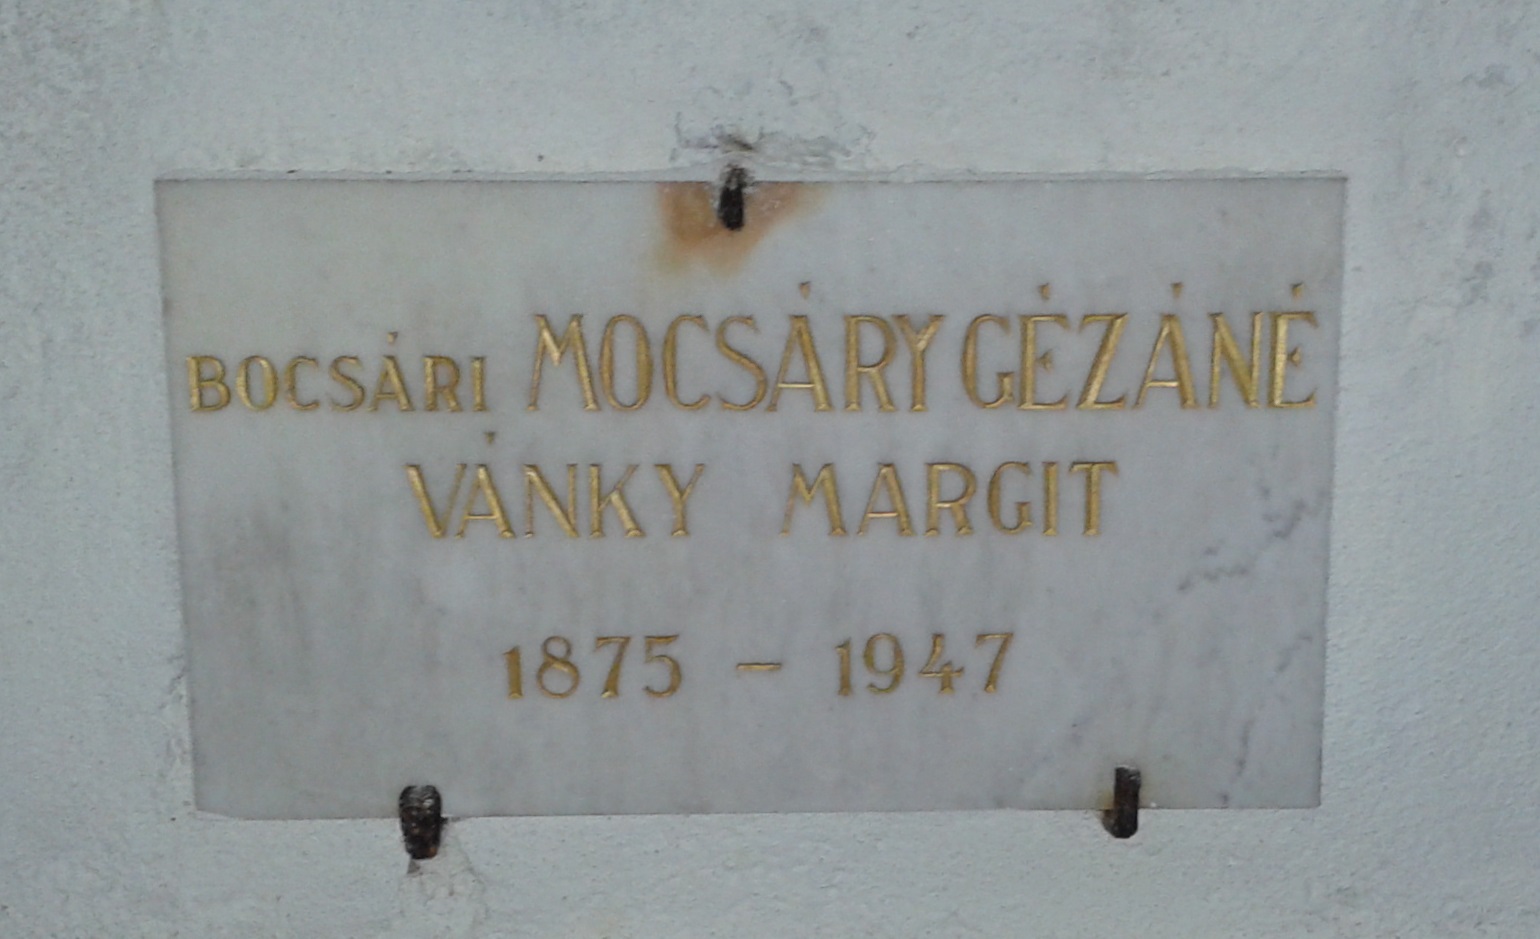 BOCSÁRI MOCSÁRY GÉZÁNÉ
VÁNKY MARGIT
1875 – 1947